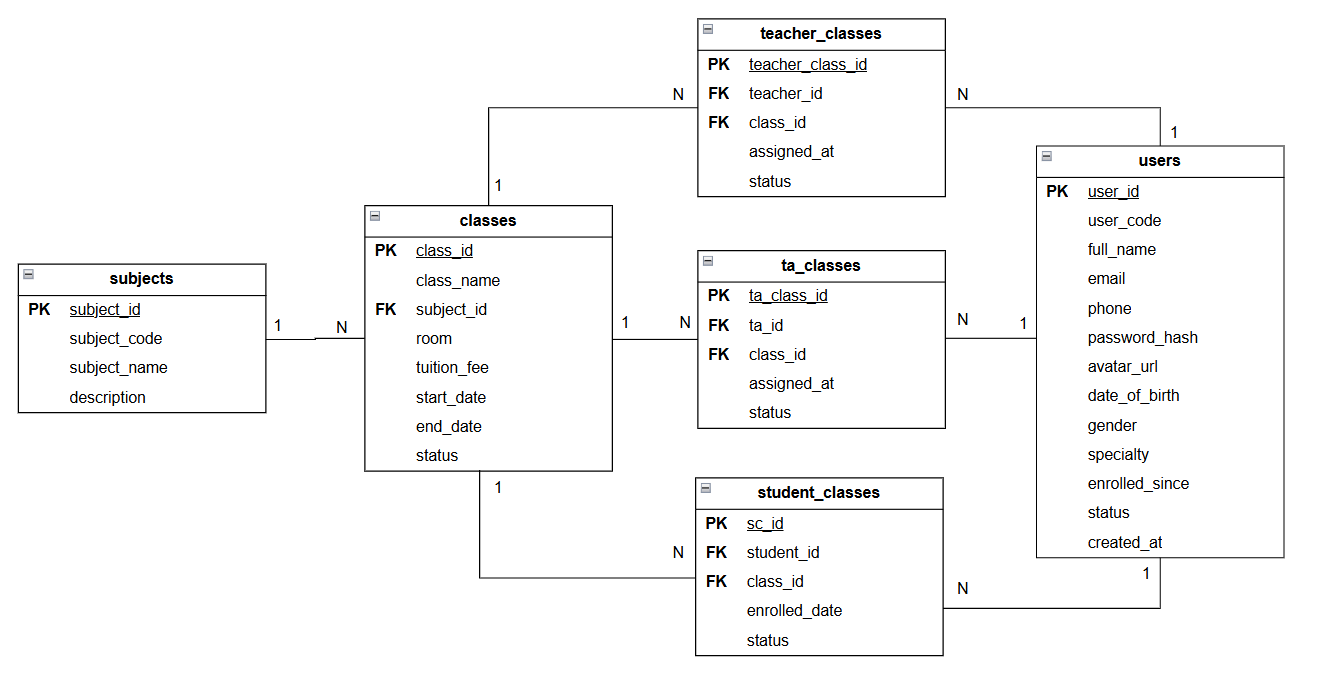 teacher_classes
PK teacher_class_id
FK teacher_id
FK class_id
assigned_at
status
N
N
1
1
users
PK user_id
user_code
full_name
email
phone
password_hash
avatar_url
date_of_birth
gender
specialty
enrolled_since
status
created_at
classes
PK class_id
class_name
FK subject_id
room
tuition_fee
start_date
end_date
status
subjects
PK subject_id
subject_code
subject_name
description
1
N
ta_classes
PK ta_class_id
FK ta_id
FK class_id
assigned_at
status
1
N
N
1
student_classes
PK sc_id
FK student_id
FK class_id
enrolled_date
status
1
N
N
1